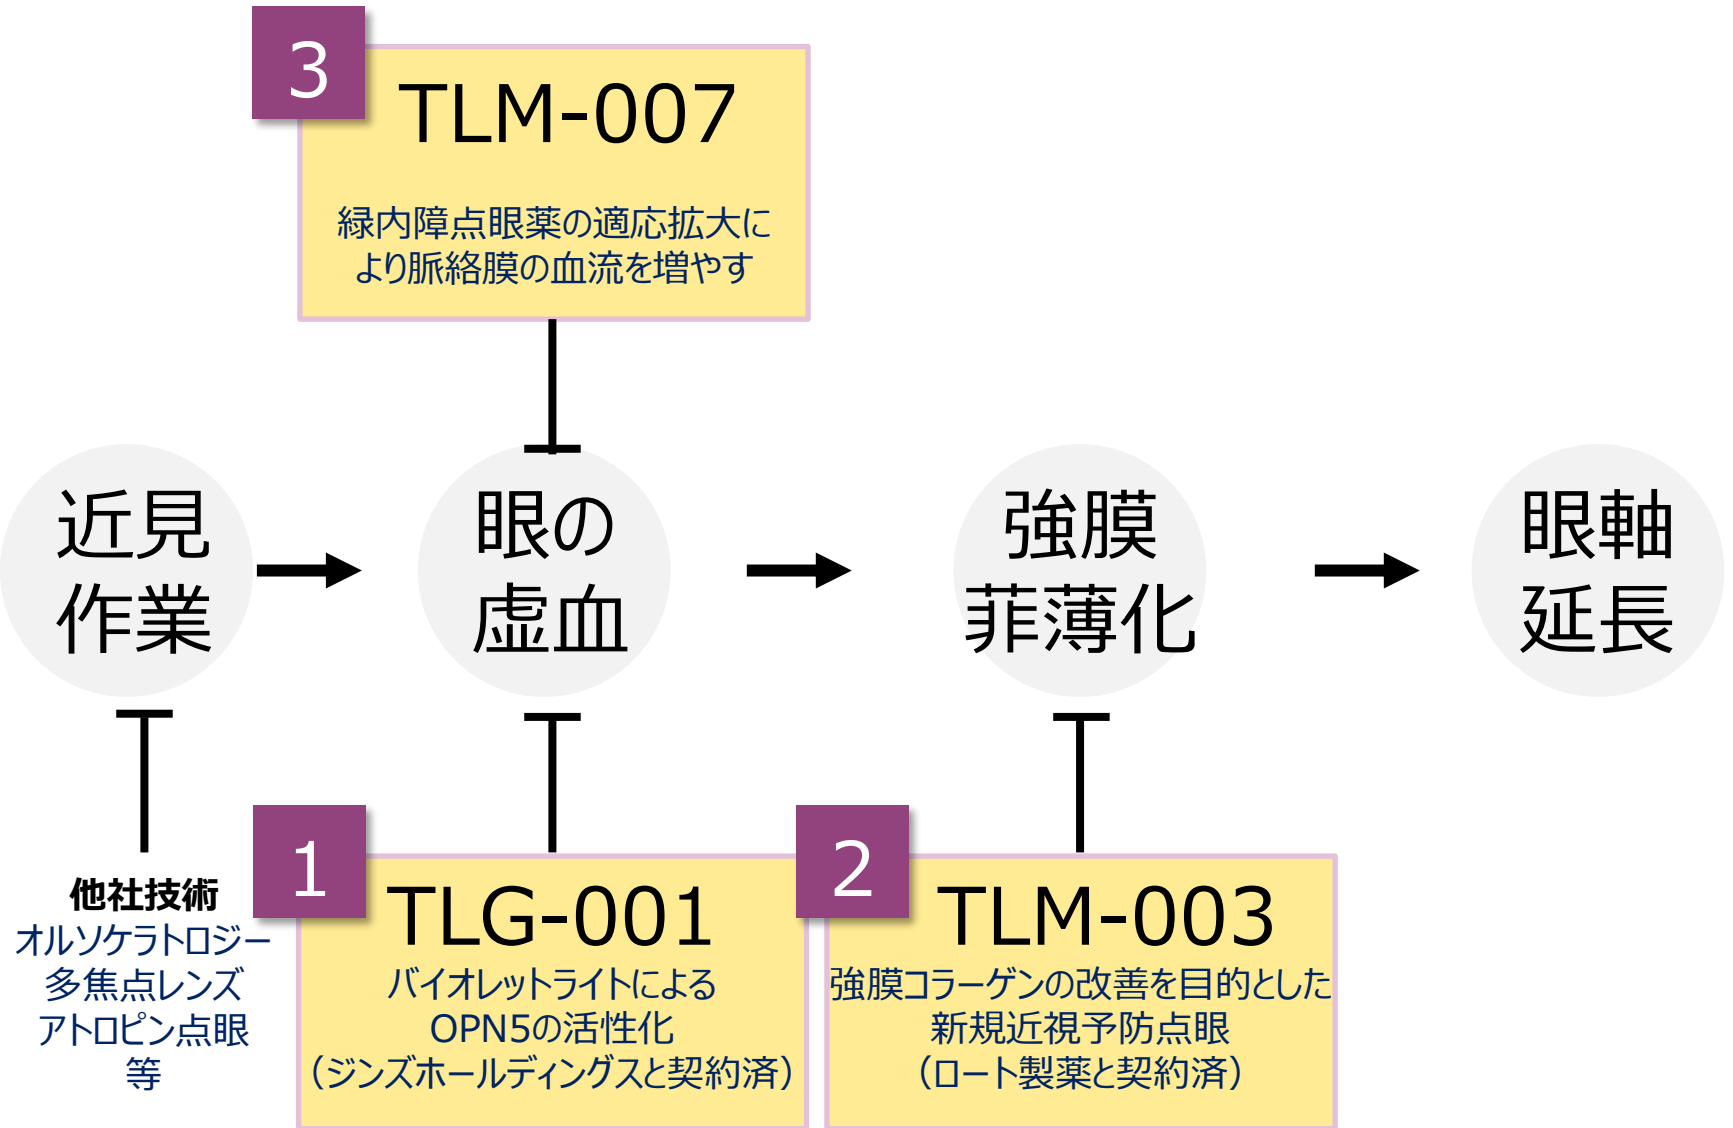 3
TLM-007
緑内障点眼薬の適応拡大に
より脈絡膜の血流を増やす
近見
作業
眼の
虚血
強膜
菲薄化
眼軸
延長
他社技術
オルソケラトロジー
多焦点レンズ
アトロピン点眼
等
1
TLG-001
バイオレットライトによる
OPN5の活性化
（ジンズホールディングスと契約済）
2
TLM-003
強膜コラーゲンの改善を目的とした
新規近視予防点眼
（ロート製薬と契約済）